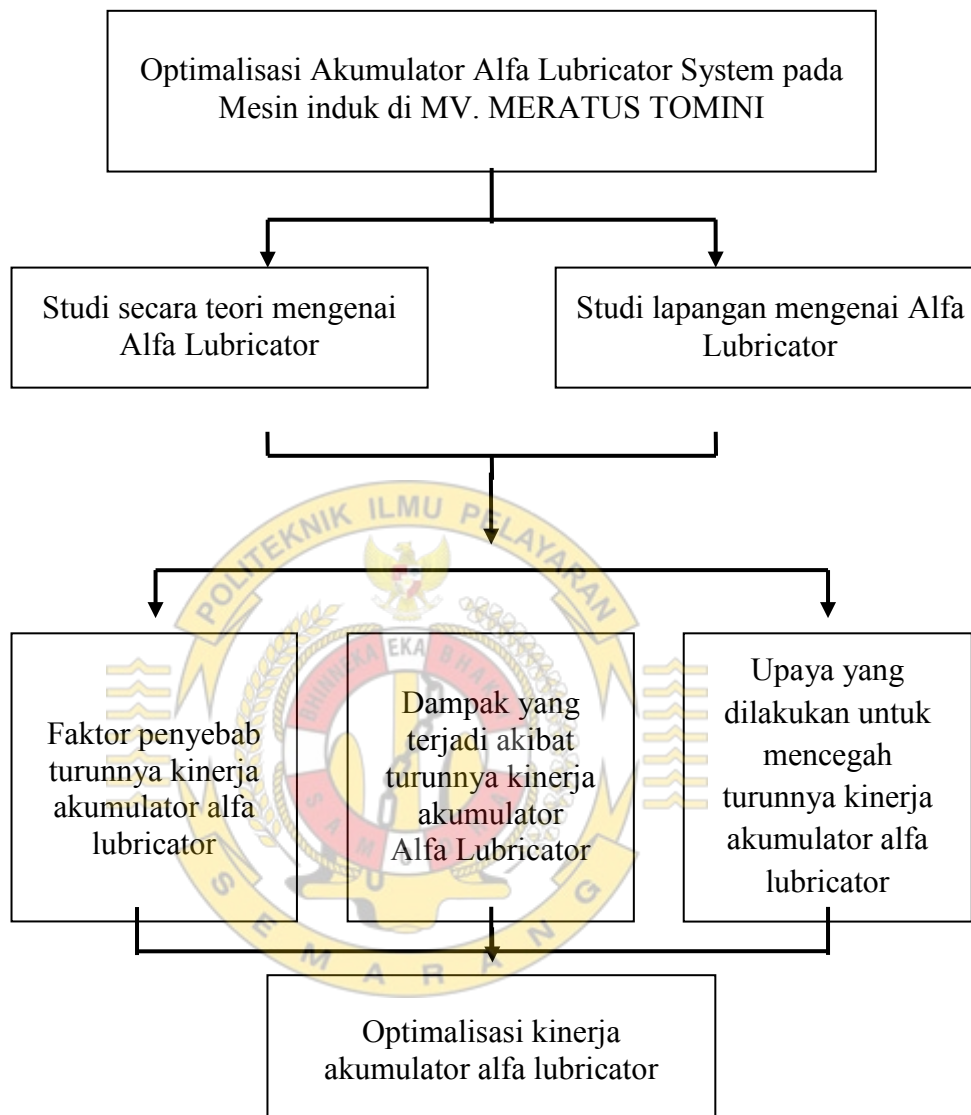 Optimalisasi Akumulator Alfa Lubricator System pada
Mesin induk di MV. MERATUS TOMINI
Studi secara teori mengenai
Alfa Lubricator
Studi lapangan mengenai Alfa
Lubricator
POLITEKNIK ILMU PELAYARAN
BHINNEKA EKA BHAKTI
Faktor penyebab
turunnya kinerja
akumulator alfa
lubricator
Dampak yang
terjadi akibat
turunnya kinerja
akumulator
Alfa Lubricator
Upaya yang
dilakukan untuk
mencegah
turunnya kinerja
akumulator alfa
lubricator
SEMARANG
Optimalisasi kinerja
akumulator alfa lubricator